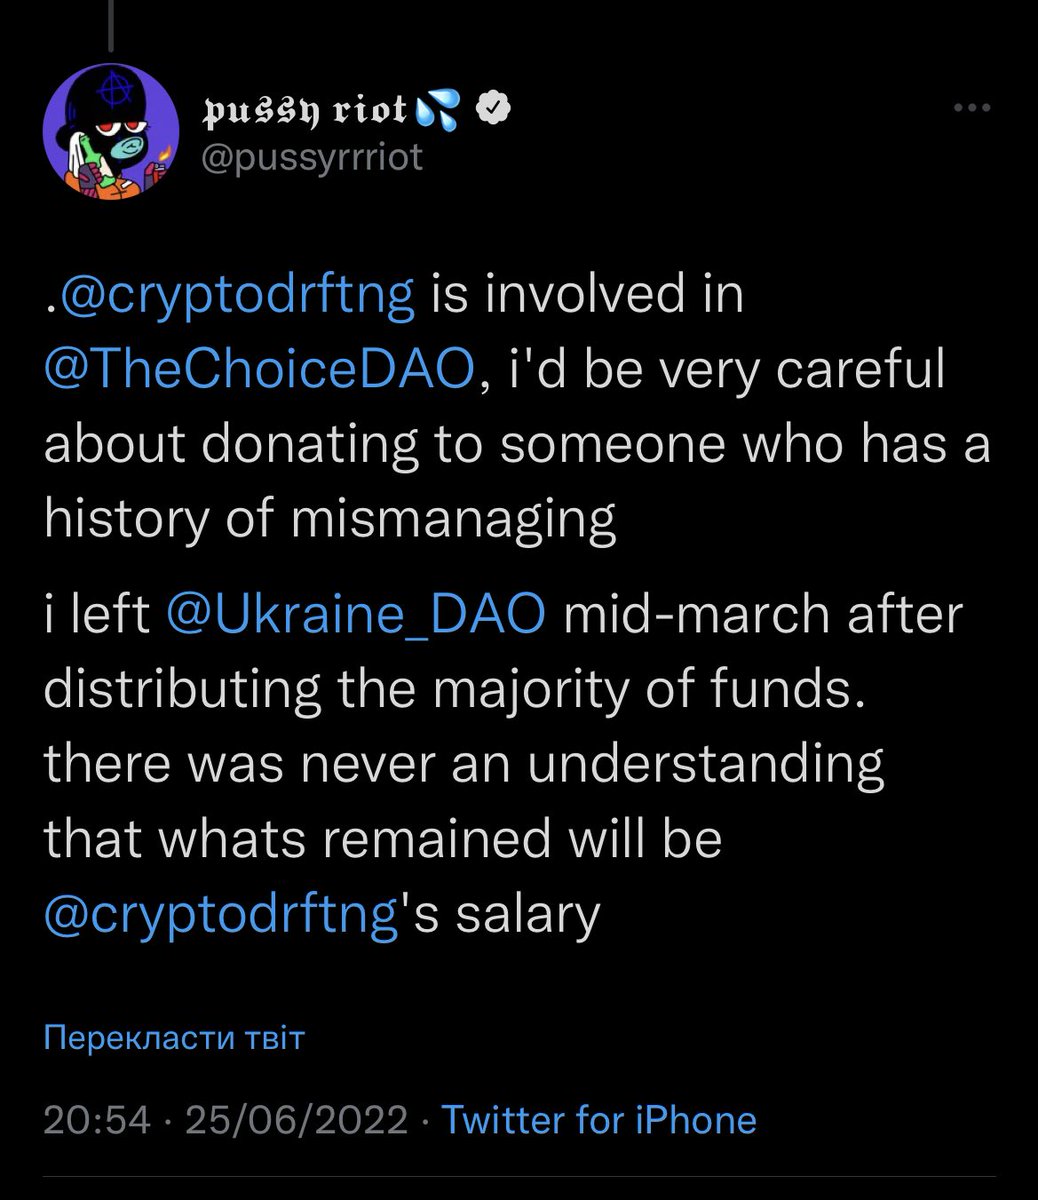 𝖕𝖚𝖘𝖘𝖞 𝖗𝖎𝖔𝖙💦
@pussyrrriot
.@cryptodrftng is involved in
@TheChoiceDAO, i'd be very careful
about donating to someone who has a
history of mismanaging
i left @Ukraine_DAO mid-march after
distributing the majority of funds.
there was never an understanding
that whats remained will be
@cryptodrftng's salary
Перекласти твіт
20:54 · 25/06/2022 · Twitter for iPhone